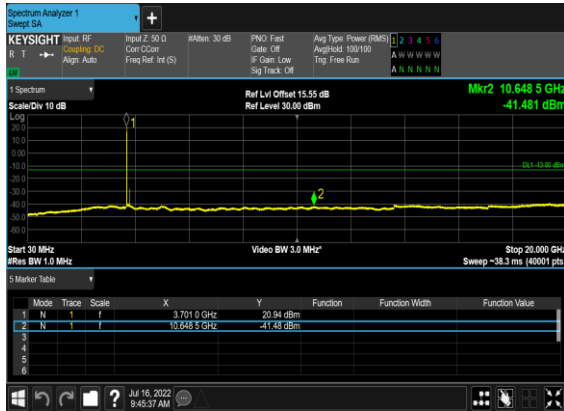 Spectrum Analyzer 1
Swept SA
+
KEYSIGHT Input: RF Input Z: 50 Ω #Atten: 30 dB PNO: Fast Avg Type: Power (RMS) 1 2 3 4 5 6
R T Coupling: DC Corr CCorr Gate: Off Avg|Hold: 100/100 A W W W W W
Align: Auto Freq Ref: Int (S) IF Gain: Low Trig: Free Run
Sig Track: Off A N N N N N
1 Spectrum Ref Lvl Offset 15.55 dB Mkr2 10.648 5 GHz
Scale/Div 10 dB Ref Level 30.00 dBm -41.481 dBm
Log
1
20.0
10.0
0.00
-10.0
DL1 -13.00 dBm
-20.0
-30.0
2
-40.0
-50.0
-60.0
Start 30 MHz Video BW 3.0 MHz* Stop 20.000 GHz
#Res BW 1.0 MHz Sweep ~38.3 ms (40001 pts)
5 Marker Table
Mode Trace Scale X Y Function Function Width Function Value
1 N 1 f 3.701 0 GHz 20.94 dBm
2 N 1 f 10.648 5 GHz -41.48 dBm
3
4
5
6
? Jul 16, 2022
9:45:37 AM